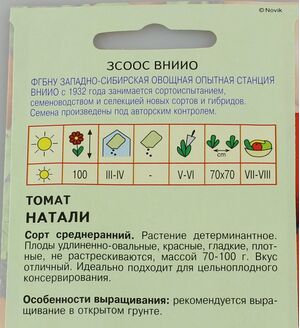 © Novik
ЗСООС ВНИИО
ФГБНУ ЗАПАДНО-СИБИРСКАЯ ОВОЩНАЯ ОПЫТНАЯ СТАНЦИЯ
ВНИИО с 1932 года занимается сортоиспытанием,
семеноводством и селекцией новых сортов и гибридов.
Семена произведены под авторским контролем.
cm
100 III-IV - V-VI 70x70 VII-VIII
ТОМАТ
НАТАЛИ
Сорт среднеранний. Растение детерминантное.
Плоды удлиненно-овальные, красные, гладкие, плот-
ные, не растрескиваются, массой 70-100 г. Вкус
отличный. Идеально подходит для цельноплодного
консервирования.
Особенности выращивания: рекомендуется выра-
щивание в открытом грунте.